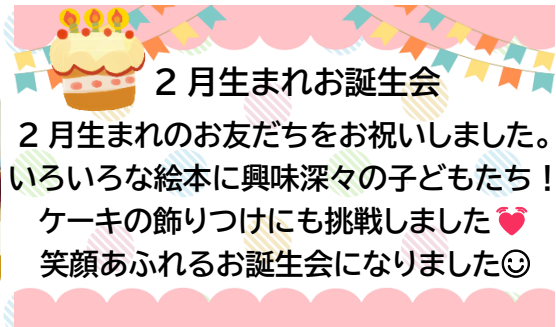 2月生まれお誕生会
2月生まれのお友だちをお祝いしました。
いろいろな絵本に興味深々の子どもたち！
ケーキの飾りつけにも挑戦しました💓
笑顔あふれるお誕生会になりました☺